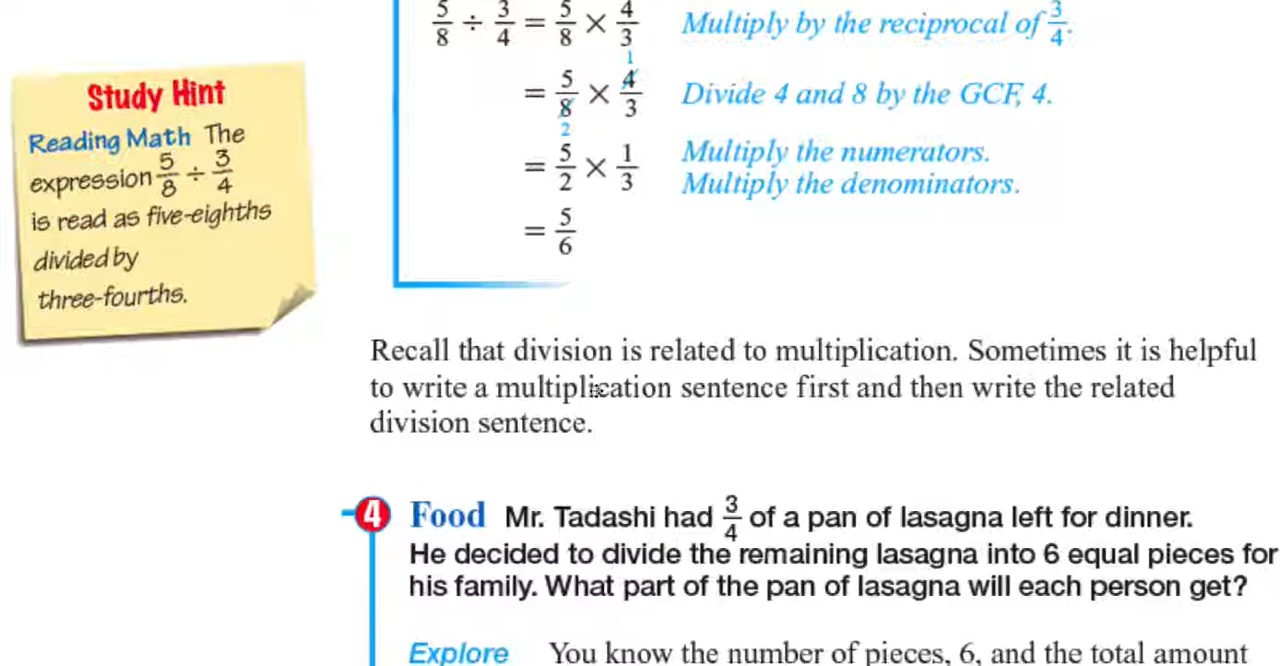 5/8 ÷ 3/4 = 5/8 × 4/3 Multiply by the reciprocal of 3/4.
= 5/8 × 4/3 Divide 4 and 8 by the GCF, 4.
1
2
= 5/2 × 1/3 Multiply the numerators.
Multiply the denominators.
= 5/6
Study Hint
Reading Math The
expression 5/8 ÷ 3/4
is read as five-eighths
divided by
three-fourths.
Recall that division is related to multiplication. Sometimes it is helpful
to write a multiplication sentence first and then write the related
division sentence.
4 Food Mr. Tadashi had 3/4 of a pan of lasagna left for dinner.
He decided to divide the remaining lasagna into 6 equal pieces for
his family. What part of the pan of lasagna will each person get?
Explore You know the number of pieces, 6, and the total amount